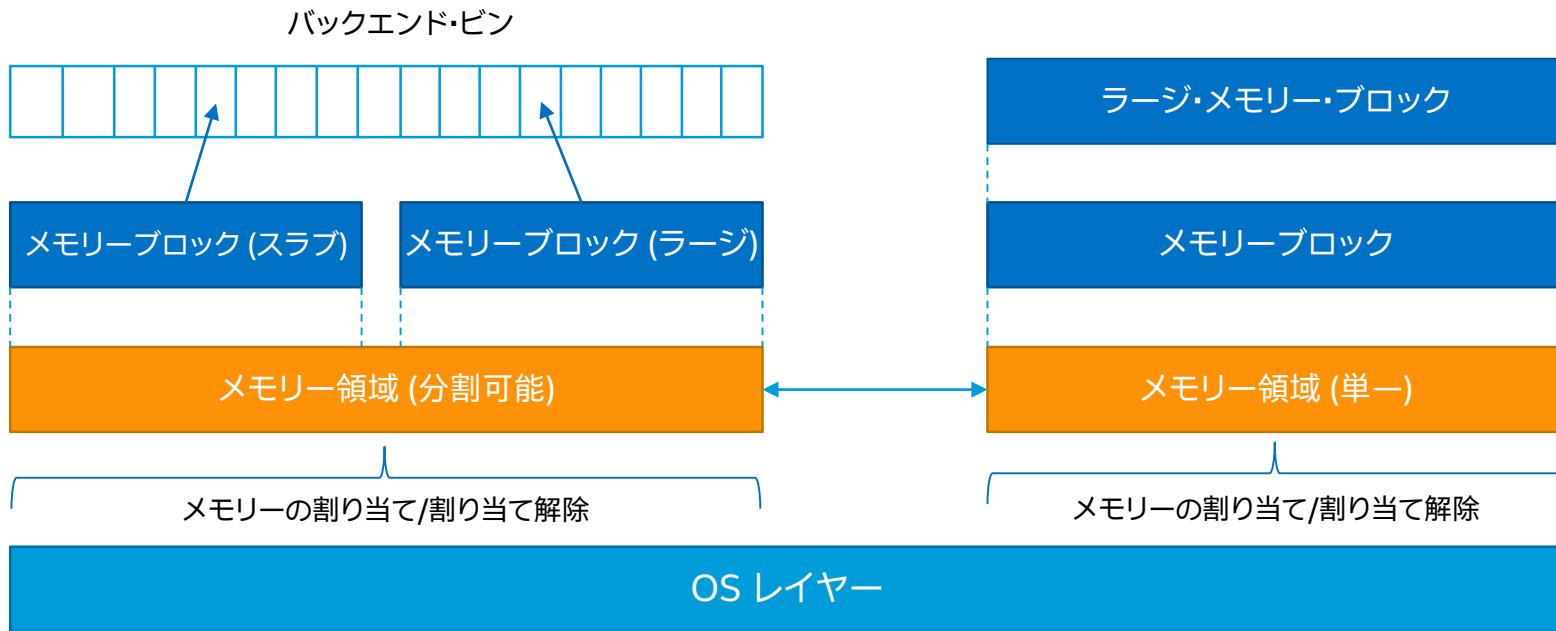 バックエンド・ビン
ラージ・メモリー・ブロック
メモリーブロック (スラブ)
メモリーブロック (ラージ)
メモリーブロック
メモリー領域 (分割可能)
メモリー領域 (単一)
メモリーの割り当て/割り当て解除
メモリーの割り当て/割り当て解除
OS レイヤー